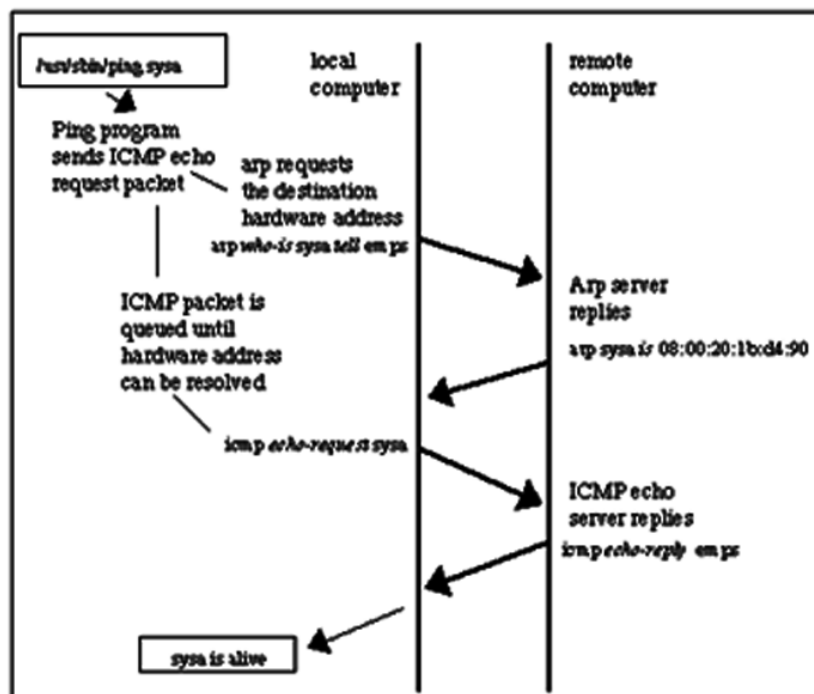 /usr/sbin/ping sysa
local
computer
remote
computer
Ping program
sends ICMP echo
request packet
arp requests
the destination
hardware address
arp who-is sysa tell emps
Arp server
replies
arp sysa is 08:00:20:1b:d4:90
ICMP packet is
queued until
hardware address
can be resolved
icmp echo-request sysa
ICMP echo
server replies
icmp echo-reply emps
sysa is alive